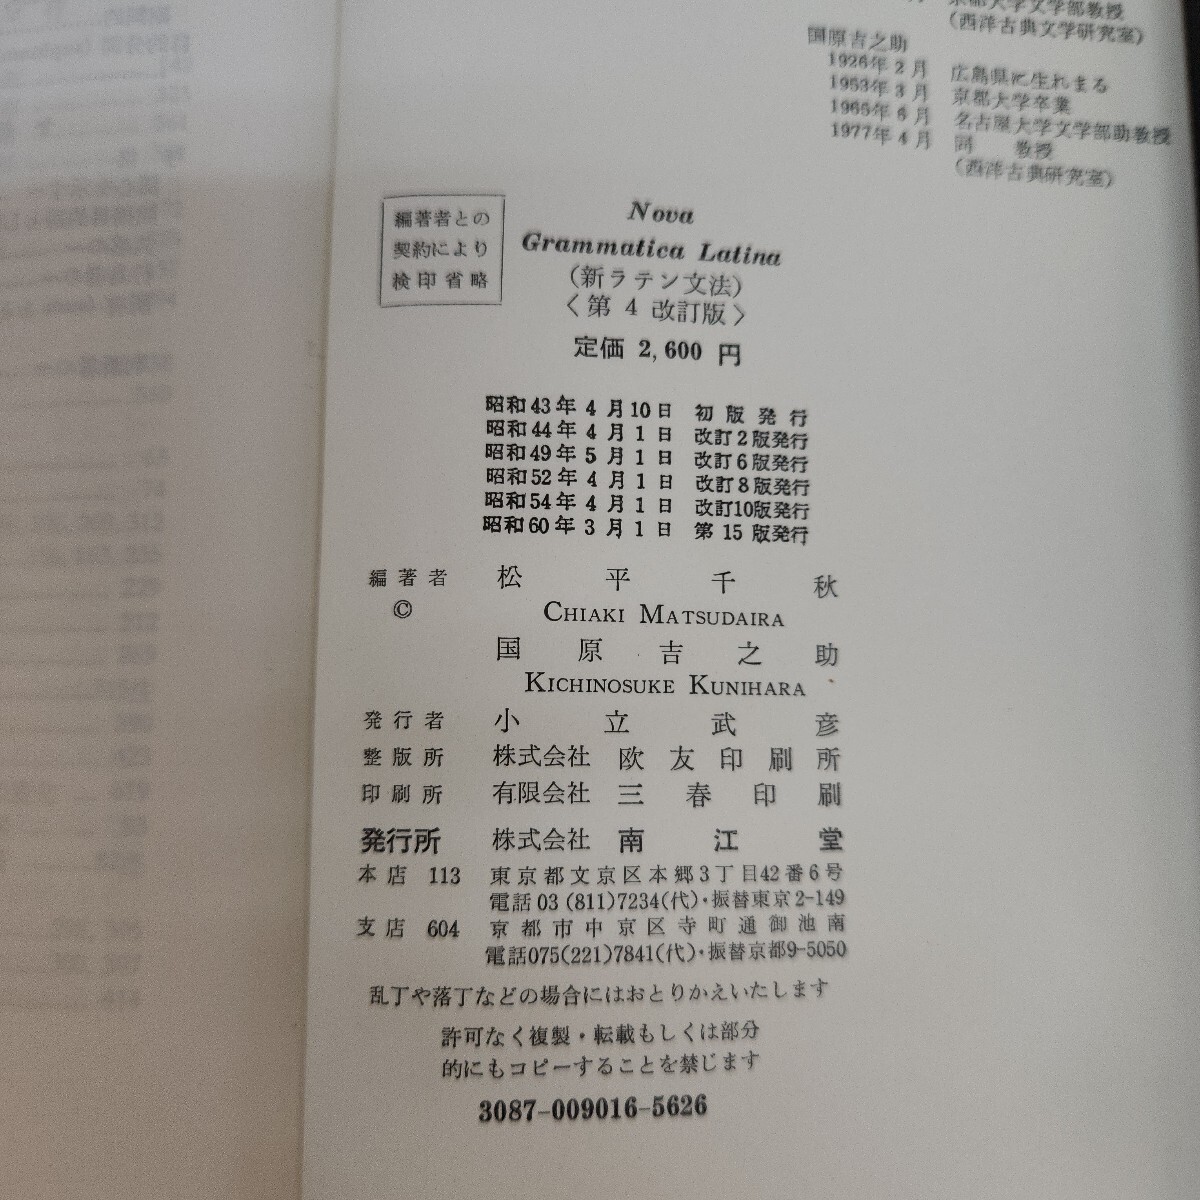 京都大学文学部教授
(西洋古典文学研究室)
国原吉之助
1926年2月 広島県に生れまる
1953年3月 京都大学卒業
1965年6月 名古屋大学文学部助教授
1977年4月 同 教授
(西洋古典研究室)
編著者との
契約により
検印省略
Nova
Grammatica Latina
(新ラテン文法)
〈第4改訂版〉
定価 2,600 円
昭和43年4月10日 初版発行
昭和44年4月1日 改訂2版発行
昭和49年5月1日 改訂6版発行
昭和52年4月1日 改訂8版発行
昭和54年4月1日 改訂10版発行
昭和60年3月1日 第15版発行
編著者 松平千秋
© CHIAKI MATSUDAIRA
国原吉之助
KICHINOSUKE KUNIHARA
発行者 小立武彦
整版所 株式会社 欧友印刷所
印刷所 有限会社 三春印刷
発行所 株式会社 南江堂
本店 113 東京都文京区本郷3丁目42番6号
電話03(811)7234(代)・振替東京2-149
支店 604 京都市中京区寺町通御池南
電話075(221)7841(代)・振替京都9-5050
乱丁や落丁などの場合にはおとりかえいたします
許可なく複製・転載もしくは部分
的にもコピーすることを禁じます
3087-009016-5626